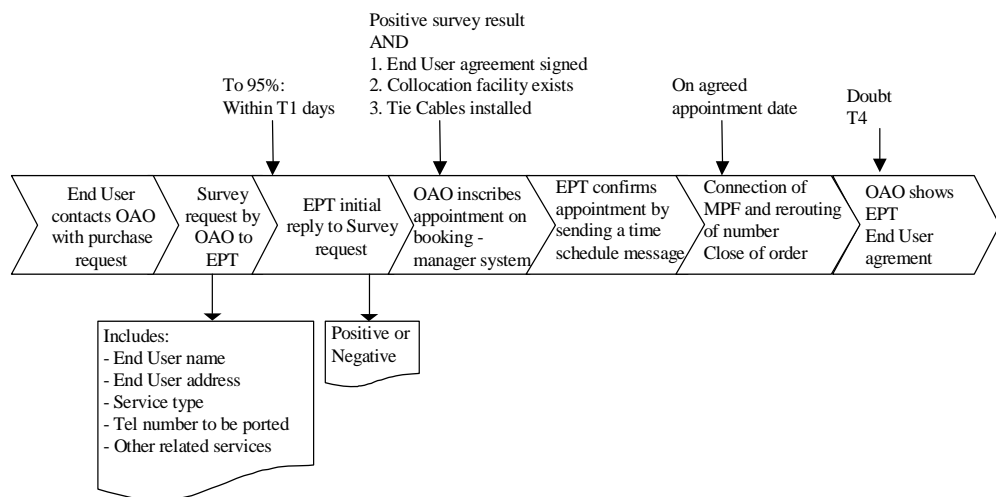 Positive survey result
AND
1. End User agreement signed
2. Collocation facility exists
3. Tie Cables installed
To 95%:
Within T1 days
On agreed
appointment date
Doubt
T4
End User
contacts OAO
with purchase
request
Survey
request by
OAO to
EPT
EPT initial
reply to Survey
request
OAO inscribes
appointment on
booking -
manager system
EPT confirms
appointment by
sending a time
schedule message
Connection of
MPF and rerouting
of number
Close of order
OAO shows
EPT
End User
agrement
Includes:
- End User name
- End User address
- Service type
- Tel number to be ported
- Other related services
Positive or
Negative